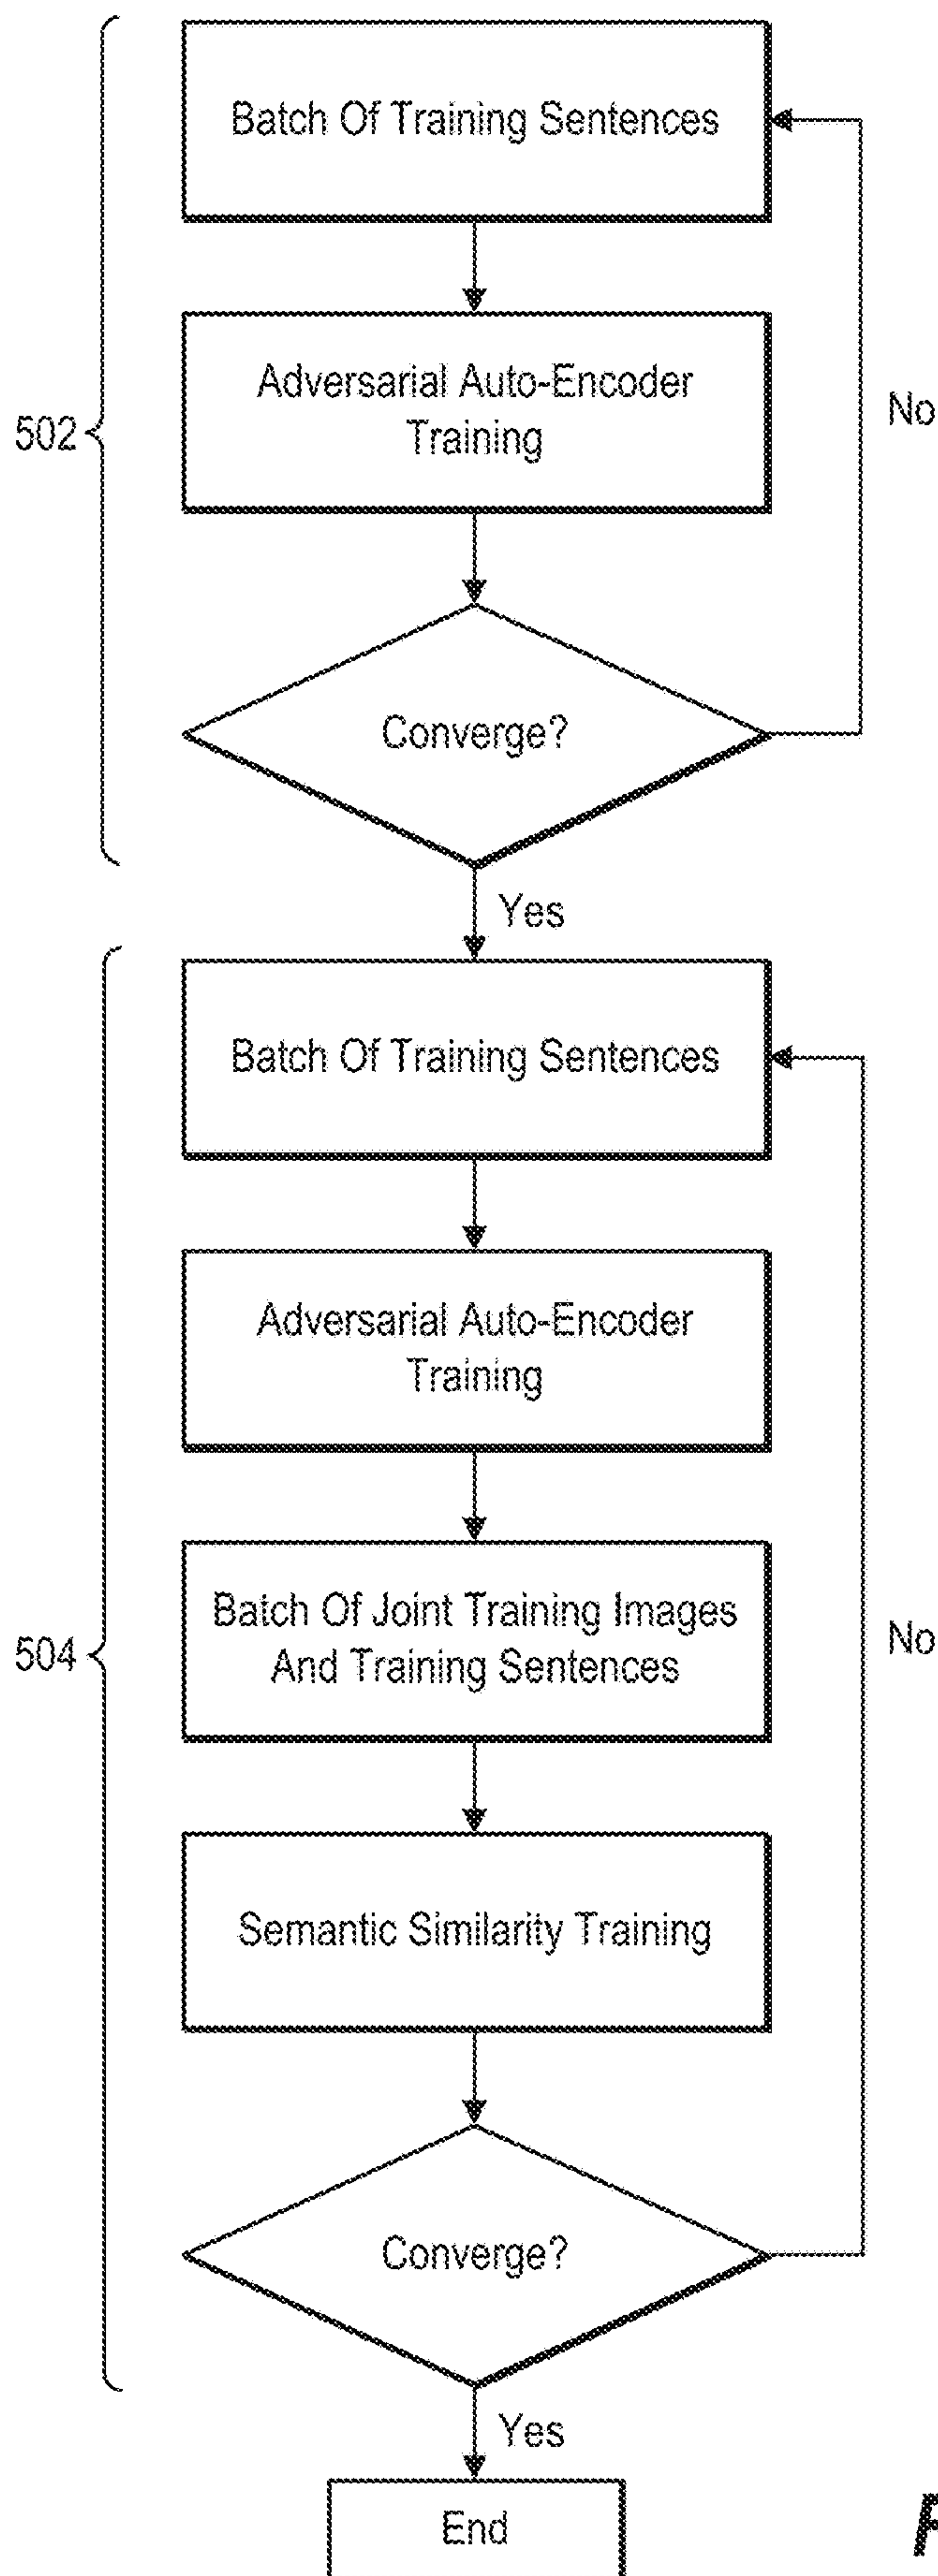 Batch Of Training Sentences
Adversarial Auto-Encoder
Training
502
No
Converge?
Yes
Batch Of Training Sentences
Adversarial Auto-Encoder
Training
Batch Of Joint Training Images
And Training Sentences
504
No
Semantic Similarity Training
Converge?
Yes
End